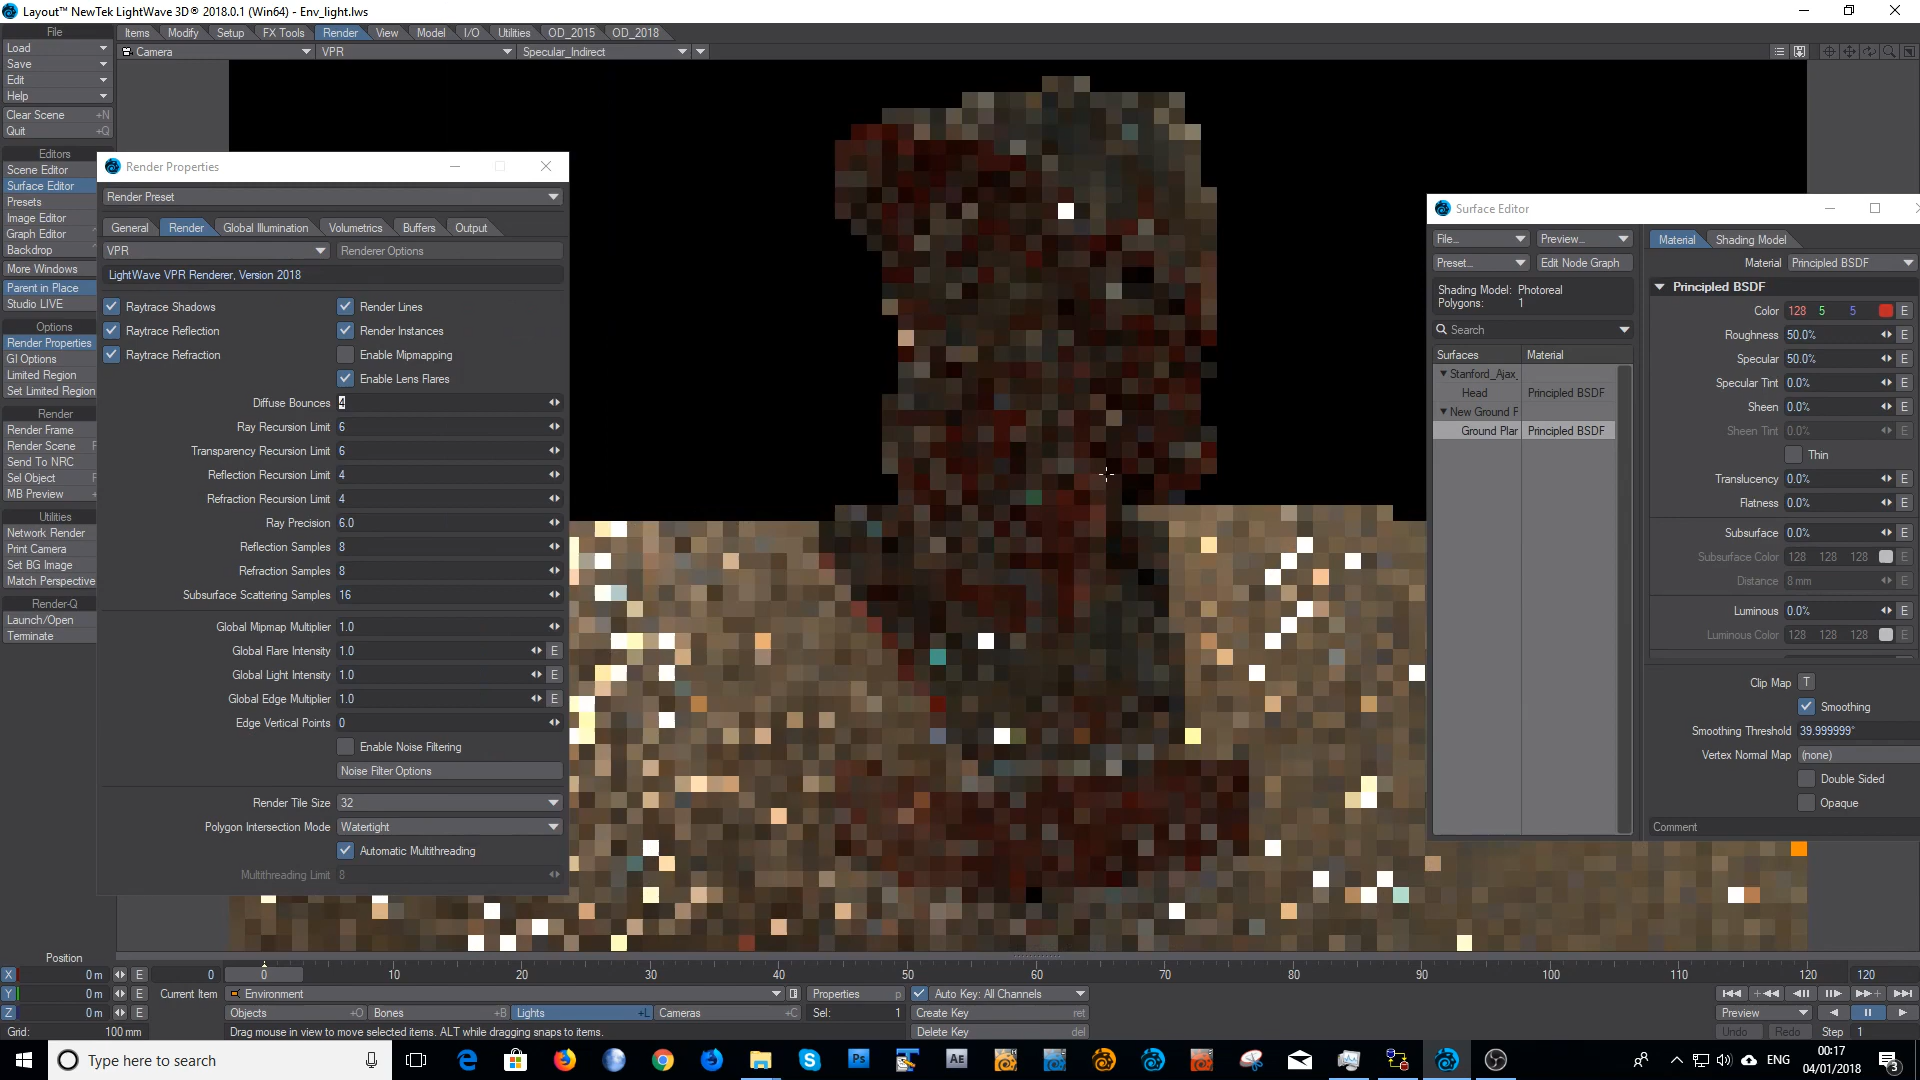 Layout™ NewTek LightWave 3D® 2018.0.1 (Win64) - Env_light.lws
File
Items Modify Setup FX Tools Render View Model I/O Utilities OD_2015 OD_2018
Load
Camera VPR Specular_Indirect
Save
Edit
Help
Clear Scene +N
Quit +Q
Editors
Scene Editor
Surface Editor
Presets
Image Editor
Graph Editor
Backdrop
More Windows
Parent in Place
Studio LIVE
Options
Render Properties
GI Options
Limited Region
Set Limited Region
Render
Render Frame
Render Scene
Send To NRC
Sel Object
MB Preview
Utilities
Network Render
Print Camera
Set BG Image
Match Perspective
Render-Q
Launch/Open
Terminate
Render Properties
Render Preset
General Render Global Illumination Volumetrics Buffers Output
VPR Renderer Options
LightWave VPR Renderer, Version 2018
Raytrace Shadows Render Lines
Raytrace Reflection Render Instances
Raytrace Refraction Enable Mipmapping
Enable Lens Flares
Diffuse Bounces 4
Ray Recursion Limit 6
Transparency Recursion Limit 6
Reflection Recursion Limit 4
Refraction Recursion Limit 4
Ray Precision 6.0
Reflection Samples 8
Refraction Samples 8
Subsurface Scattering Samples 16
Global Mipmap Multiplier 1.0
Global Flare Intensity 1.0 E
Global Light Intensity 1.0 E
Global Edge Multiplier 1.0 E
Edge Vertical Points 0
Enable Noise Filtering
Noise Filter Options
Render Tile Size 32
Polygon Intersection Mode Watertight
Automatic Multithreading
Multithreading Limit 8
Surface Editor
File... Preview...
Preset... Edit Node Graph
Shading Model: Photoreal
Polygons: 1
Search
Surfaces Material
Stanford_Ajax_
Head Principled BSDF
New Ground F
Ground Plar Principled BSDF
Material Shading Model
Material Principled BSDF
Principled BSDF
Color 128 5 5 E
Roughness 50.0% E
Specular 50.0% E
Specular Tint 0.0% E
Sheen 0.0% E
Sheen Tint 0.0% E
Thin
Translucency 0.0% E
Flatness 0.0% E
Subsurface 0.0% E
Subsurface Color 128 128 128 E
Distance 8 mm E
Luminous 0.0% E
Luminous Color 128 128 128 E
Clip Map T
Smoothing
Smoothing Threshold 39.999999°
Vertex Normal Map (none)
Double Sided
Opaque
Comment
Position
X 0 m E 0 0 10 20 30 40 50 60 70 80 90 100 110 120 120
Y 0 m E Current Item Environment Properties p Auto Key: All Channels
Z 0 m E Objects +O Bones +B Lights +L Cameras +C Sel: 1 Create Key ret Preview
Grid: 100 mm Drag mouse in view to move selected items. ALT while dragging snaps to items. Delete Key del Undo Redo Step 1
Type here to search
ENG
00:17
04/01/2018
3